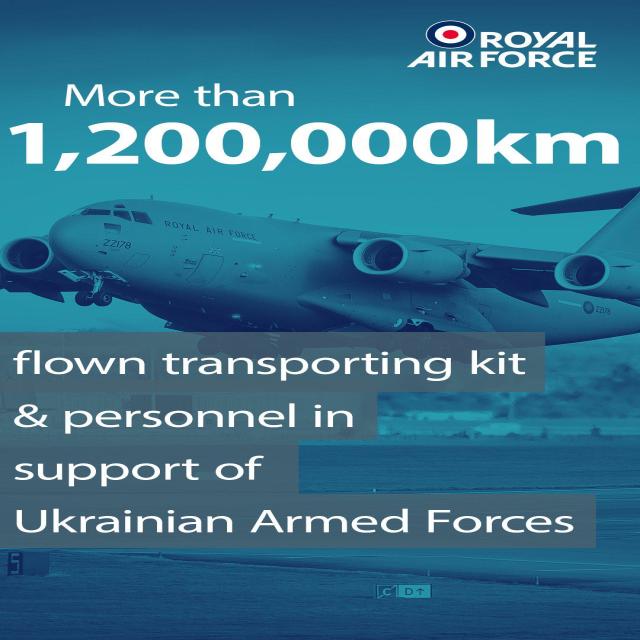 ROYAL
AIR FORCE
More than
1,200,000km
ROYAL AIR FORCE
ZZ178
ZZ178
flown transporting kit
& personnel in
support of
Ukrainian Armed Forces
5
C D↑